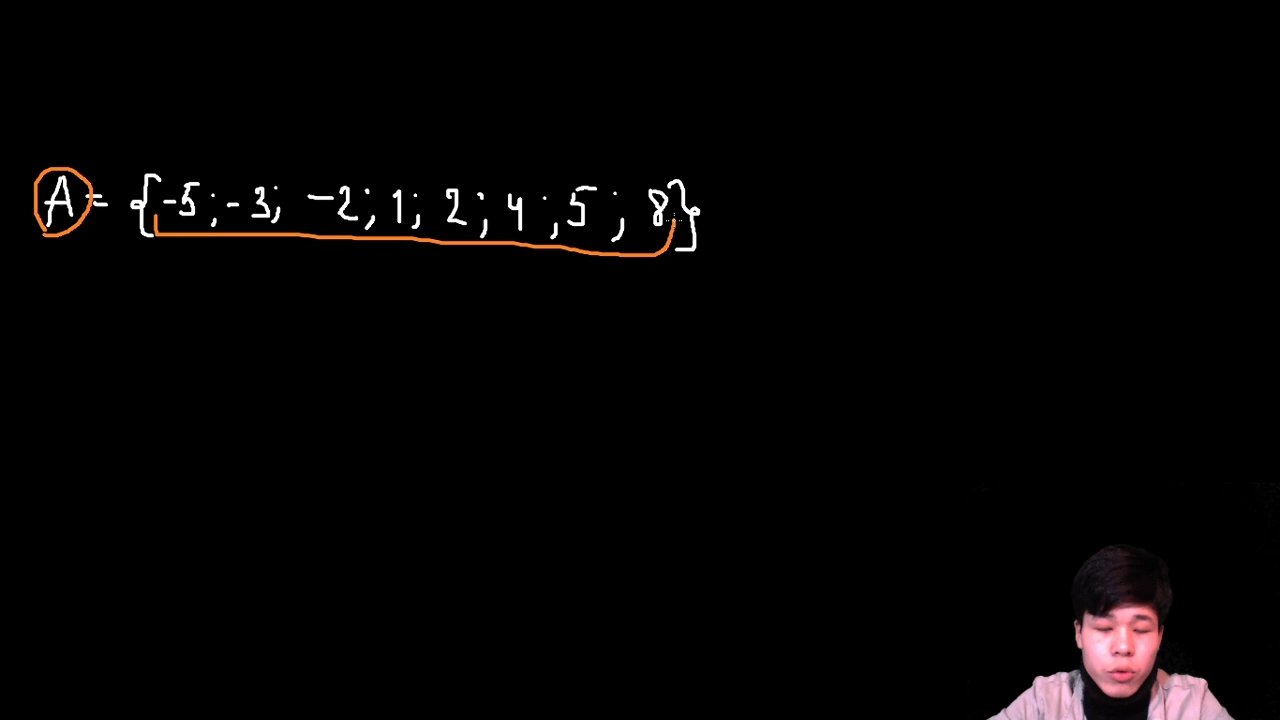 A = {-5; -3; -2; 1; 2; 4; 5; 8}